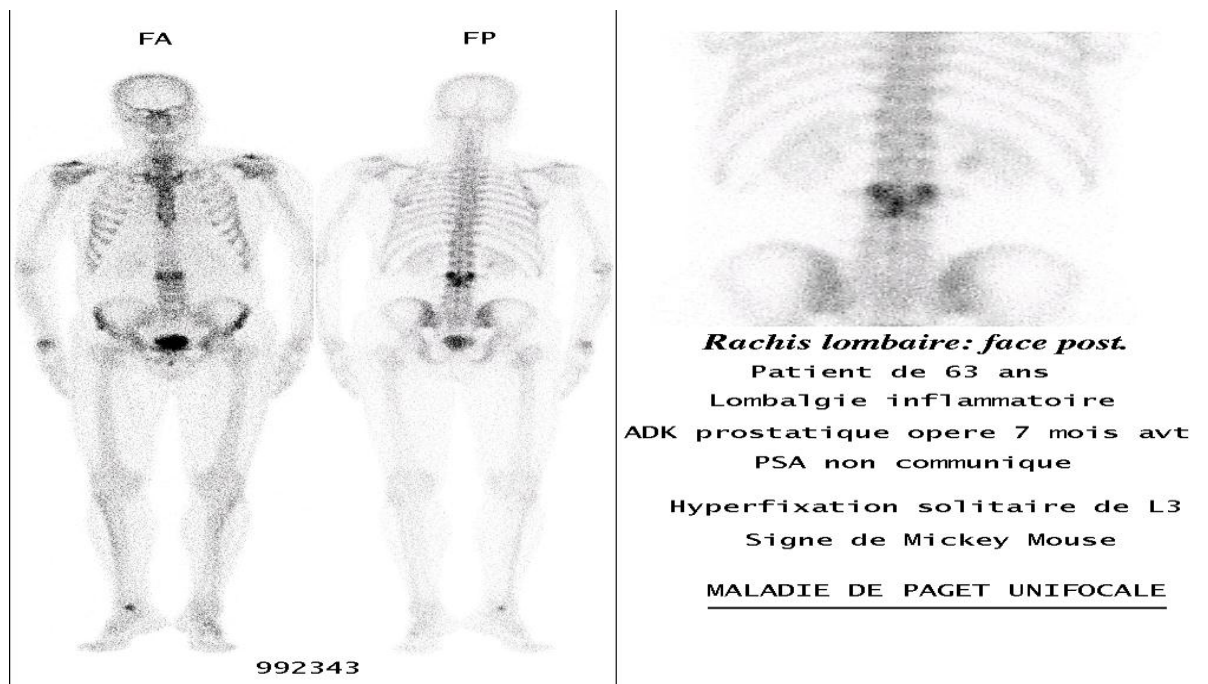 FA
FP
992343
Rachis lombaire: face post.
Patient de 63 ans
Lombalgie inflammatoire
ADK prostatique opere 7 mois avt
PSA non communique
Hyperfixation solitaire de L3
Signe de Mickey Mouse
MALADIE DE PAGET UNIFOCALE